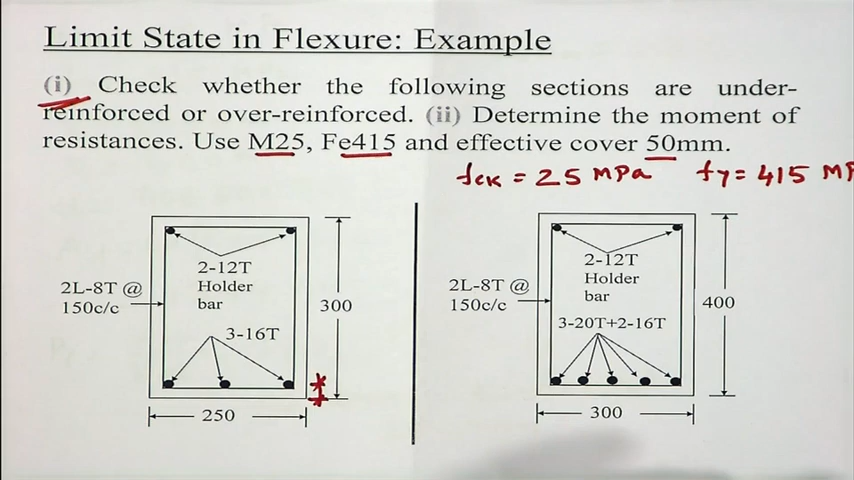 Limit State in Flexure: Example
(i) Check whether the following sections are under-
reinforced or over-reinforced. (ii) Determine the moment of
resistances. Use M25, Fe415 and effective cover 50mm.
fck = 25 MPa fy = 415 MP
2-12T
Holder
bar
2L-8T @
150c/c
3-16T
300
250
2-12T
Holder
bar
2L-8T @
150c/c
3-20T+2-16T
400
300